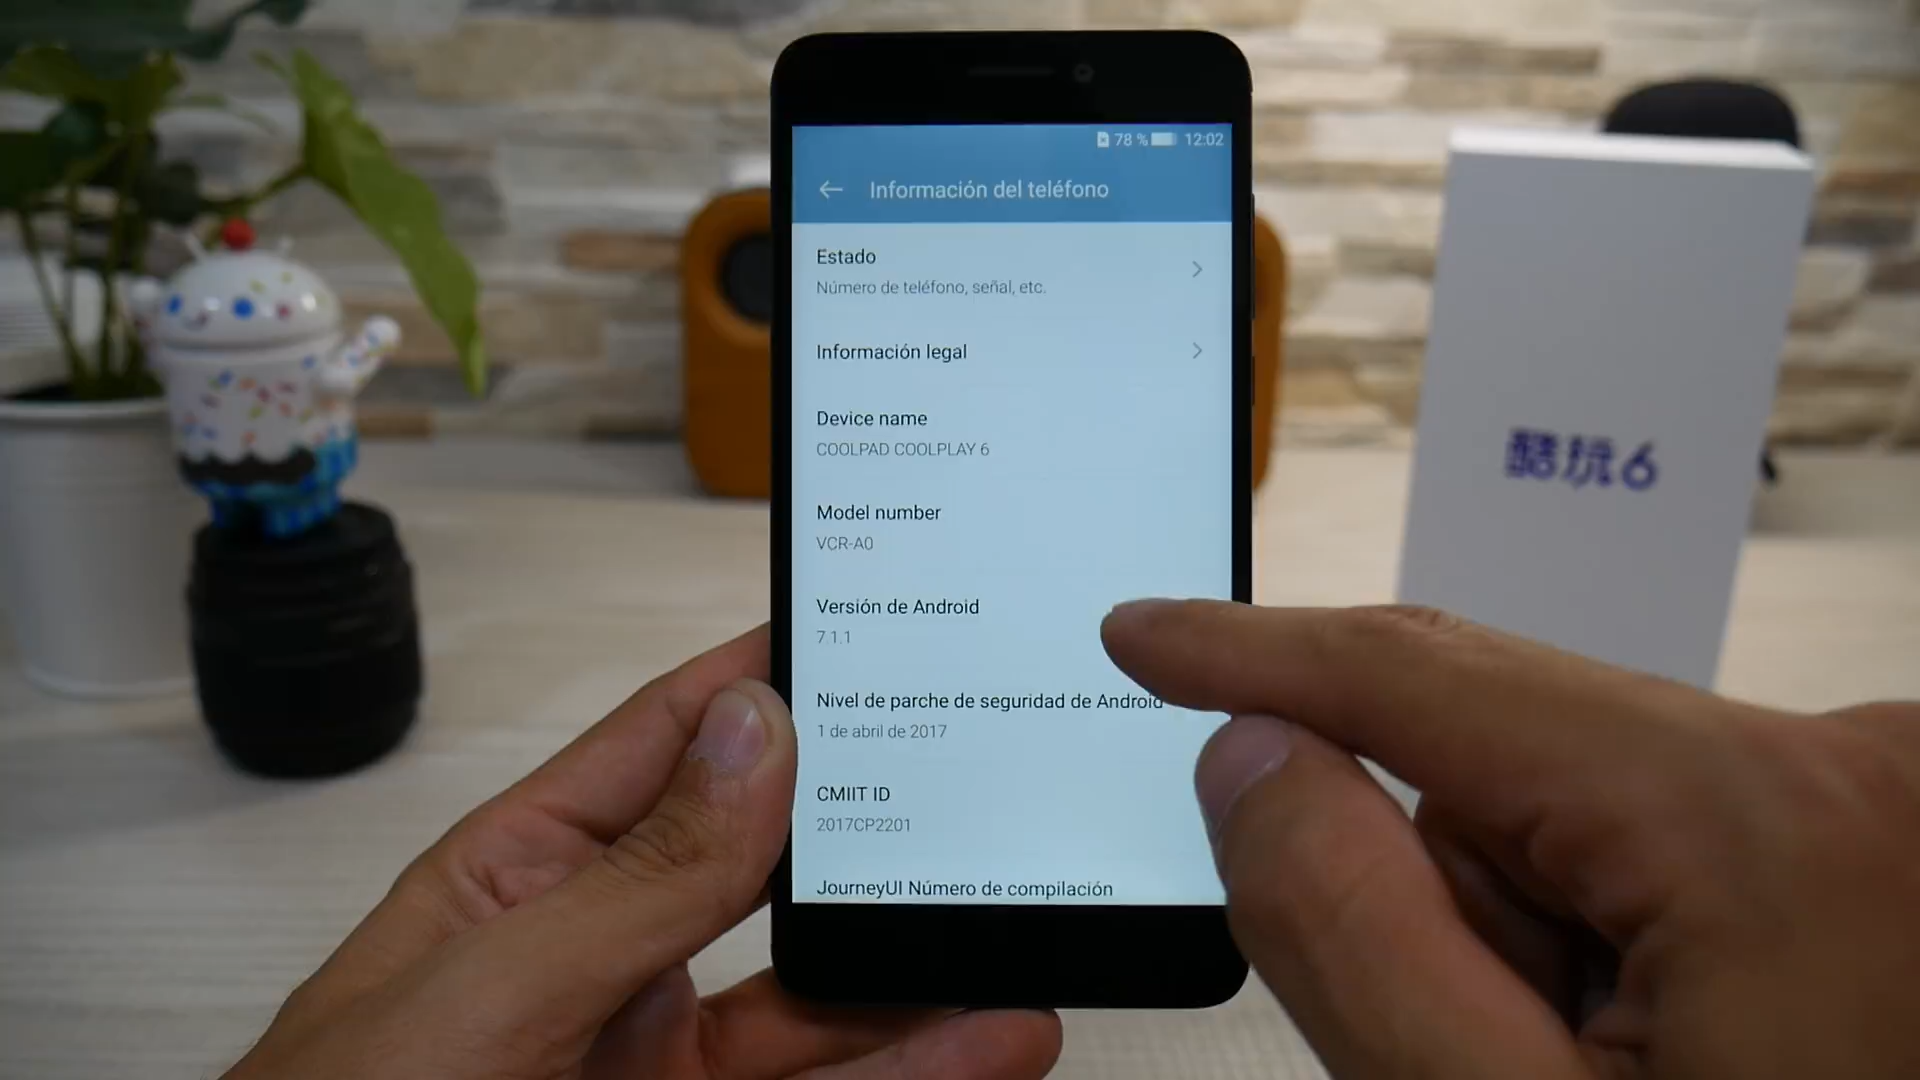 78 % 12:02
Información del teléfono
Estado
Número de teléfono, señal, etc.
Información legal
Device name
COOLPAD COOLPLAY 6
Model number
VCR-A0
Versión de Android
7.1.1
Nivel de parche de seguridad de Android
1 de abril de 2017
CMIIT ID
2017CP2201
JourneyUI Número de compilación
酷玩6